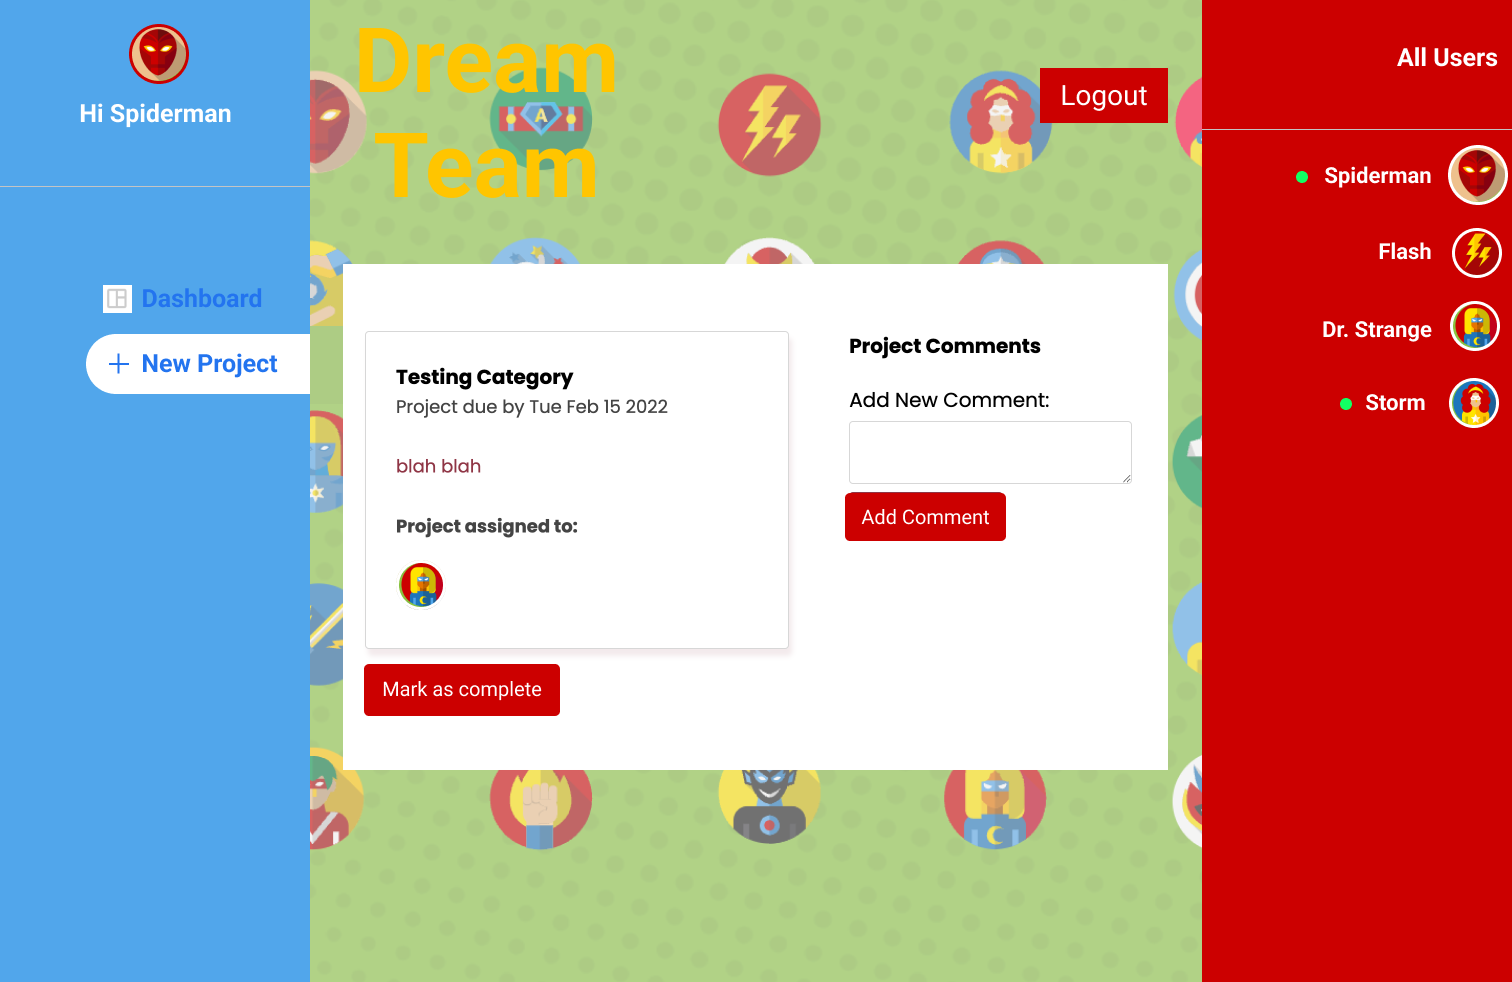 Hi Spiderman
Dashboard
New Project
Dream
Team
A
Logout
Testing Category
Project due by Tue Feb 15 2022
blah blah
Project assigned to:
Mark as complete
Project Comments
Add New Comment:
Add Comment
All Users
Spiderman
Flash
Dr. Strange
Storm